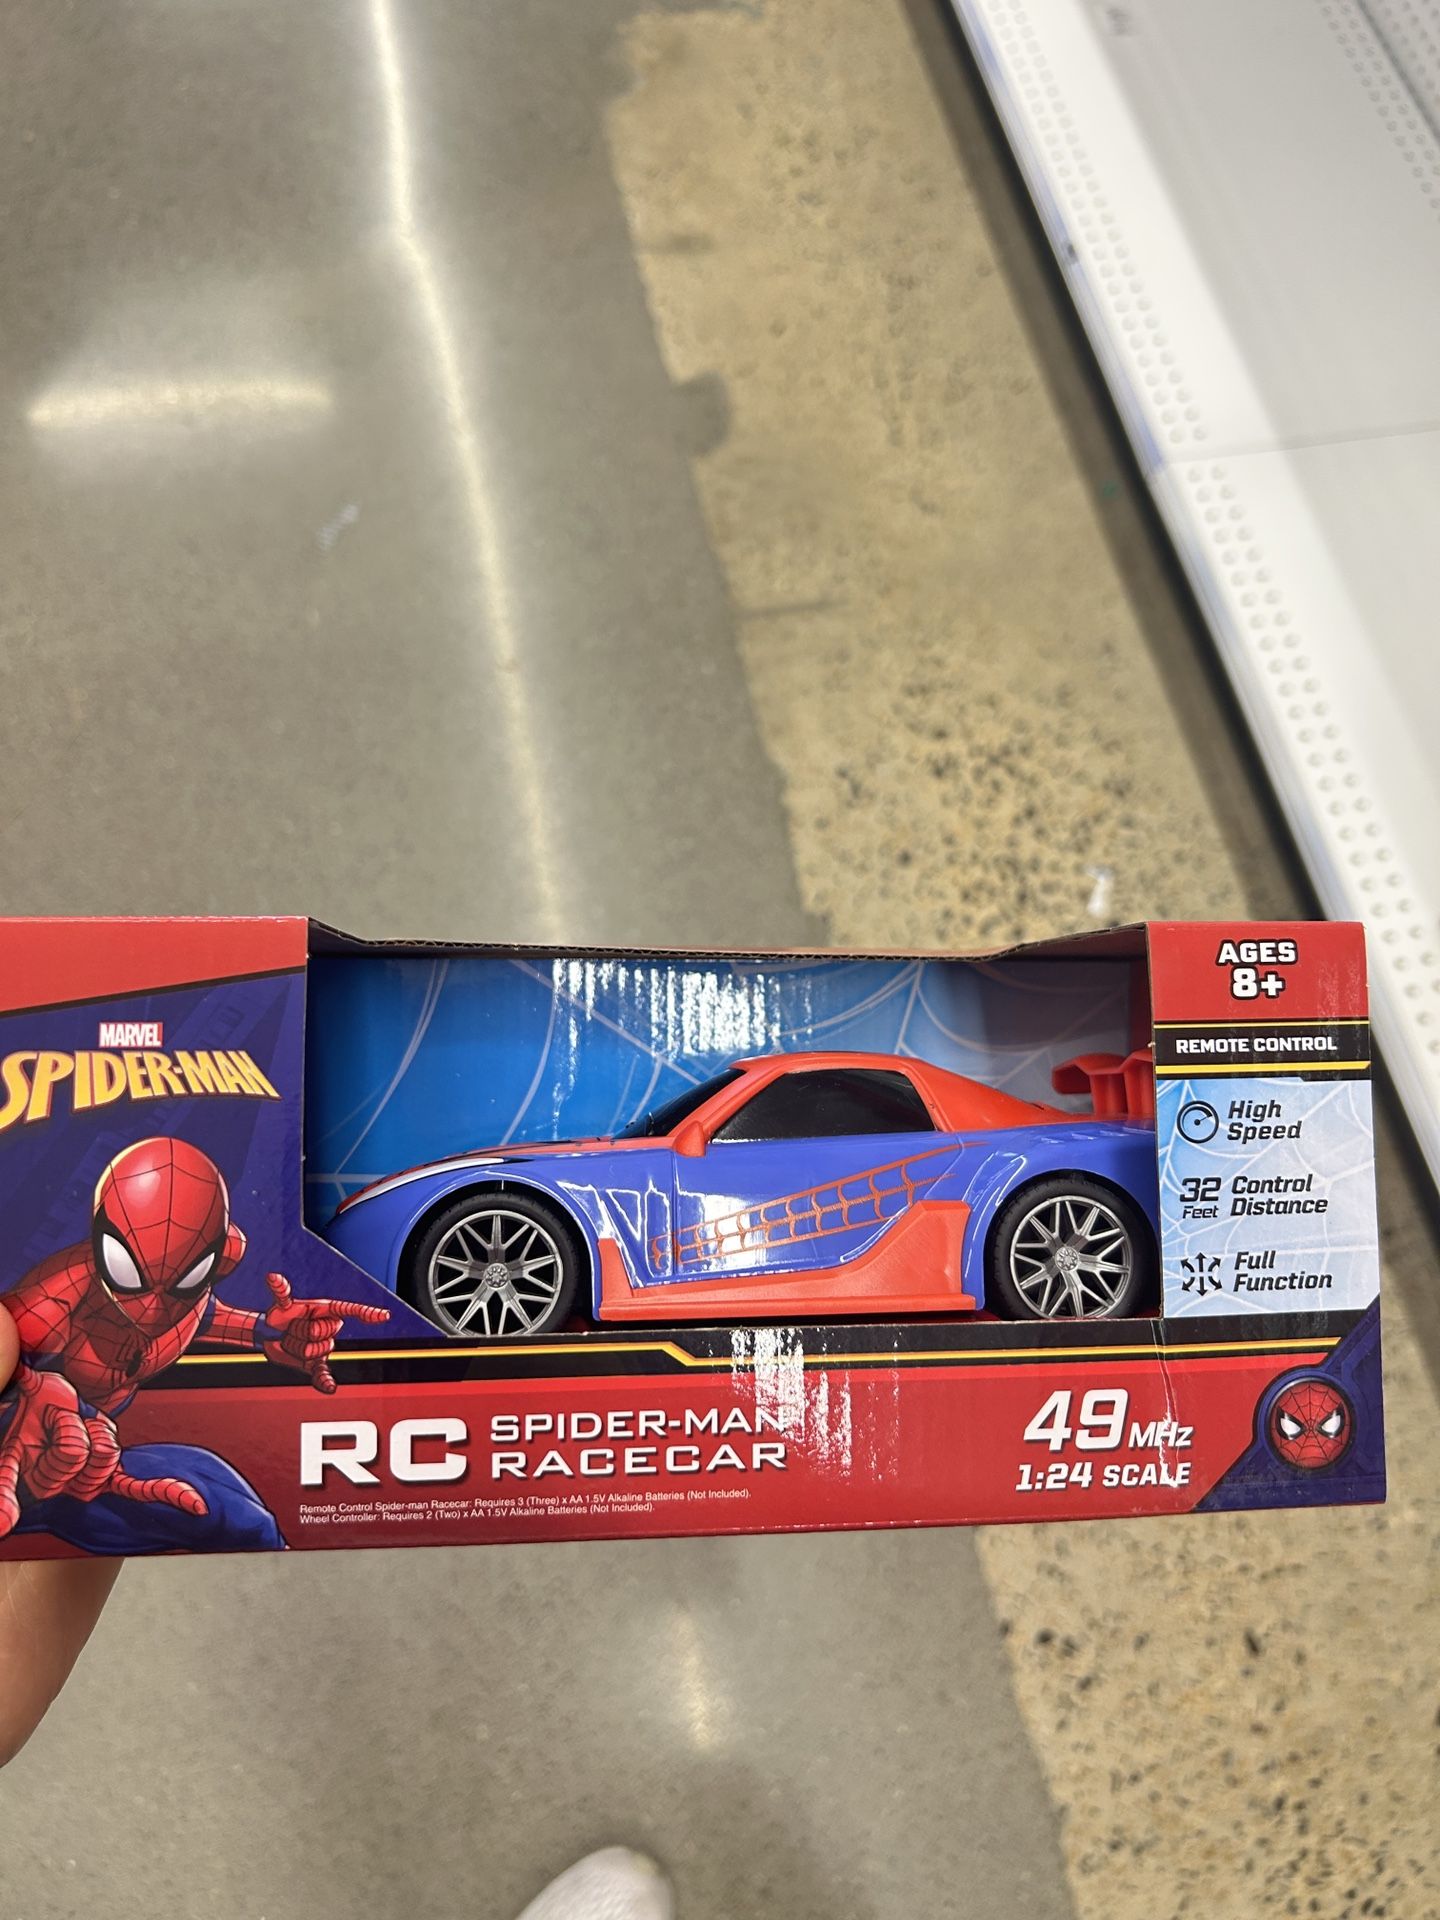 MARVEL
SPIDER-MAN
AGES
8+
REMOTE CONTROL
High
Speed
32 Feet Control
Distance
Full
Function
RC SPIDER-MAN
RACECAR
49 MHz
1:24 SCALE
Remote Control Spider-man Racecar: Requires 3 (Three) x AA 1.5V Alkaline Batteries (Not Included).
Wheel Controller: Requires 2 (Two) x AA 1.5V Alkaline Batteries (Not Included).